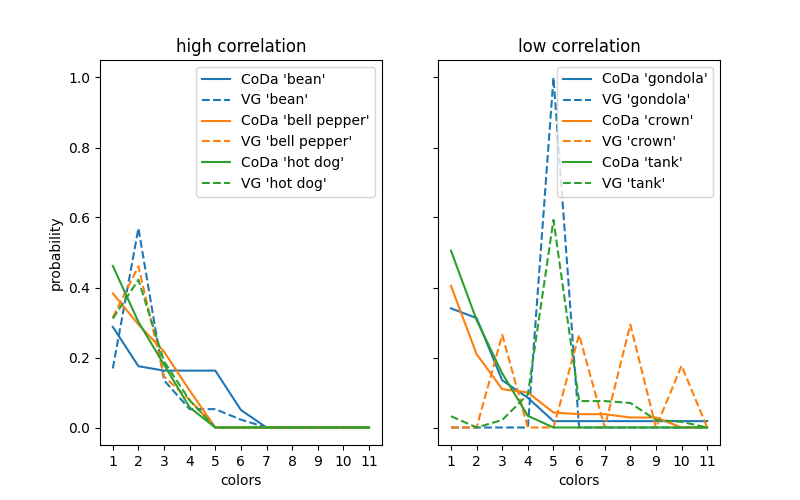 high correlation
CoDa 'bean'
VG 'bean'
CoDa 'bell pepper'
VG 'bell pepper'
CoDa 'hot dog'
VG 'hot dog'
probability
1.0
0.8
0.6
0.4
0.2
0.0
1 2 3 4 5 6 7 8 9 10 11
colors
low correlation
CoDa 'gondola'
VG 'gondola'
CoDa 'crown'
VG 'crown'
CoDa 'tank'
VG 'tank'
1 2 3 4 5 6 7 8 9 10 11
colors